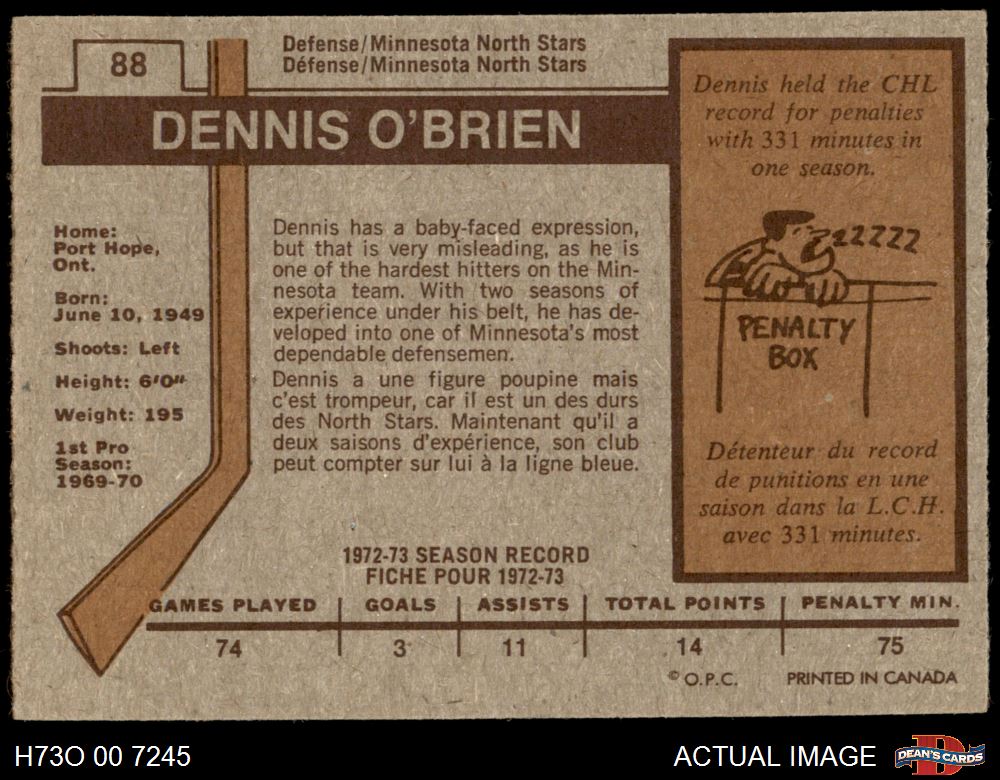 88
Defense/Minnesota North Stars
Défense/Minnesota North Stars
DENNIS O'BRIEN
Home:
Port Hope,
Ont.
Born:
June 10, 1949
Shoots: Left
Height: 6'0"
Weight: 195
1st Pro
Season:
1969-70
Dennis has a baby-faced expression,
but that is very misleading, as he is
one of the hardest hitters on the Min-
nesota team. With two seasons of
experience under his belt, he has de-
veloped into one of Minnesota's most
dependable defensemen.
Dennis a une figure poupine mais
c'est trompeur, car il est un des durs
des North Stars. Maintenant qu'il a
deux saisons d'expérience, son club
peut compter sur lui à la ligne bleue.
Dennis held the CHL
record for penalties
with 331 minutes in
one season.
ZZZZZZ
PENALTY
BOX
Détenteur du record
de punitions en une
saison dans la L.C.H.
avec 331 minutes.
1972-73 SEASON RECORD
FICHE POUR 1972-73
GAMES PLAYED GOALS ASSISTS TOTAL POINTS PENALTY MIN.
74 3 11 14 75
© O.P.C. PRINTED IN CANADA
H73O 00 7245 ACTUAL IMAGE DEAN'S CARDS